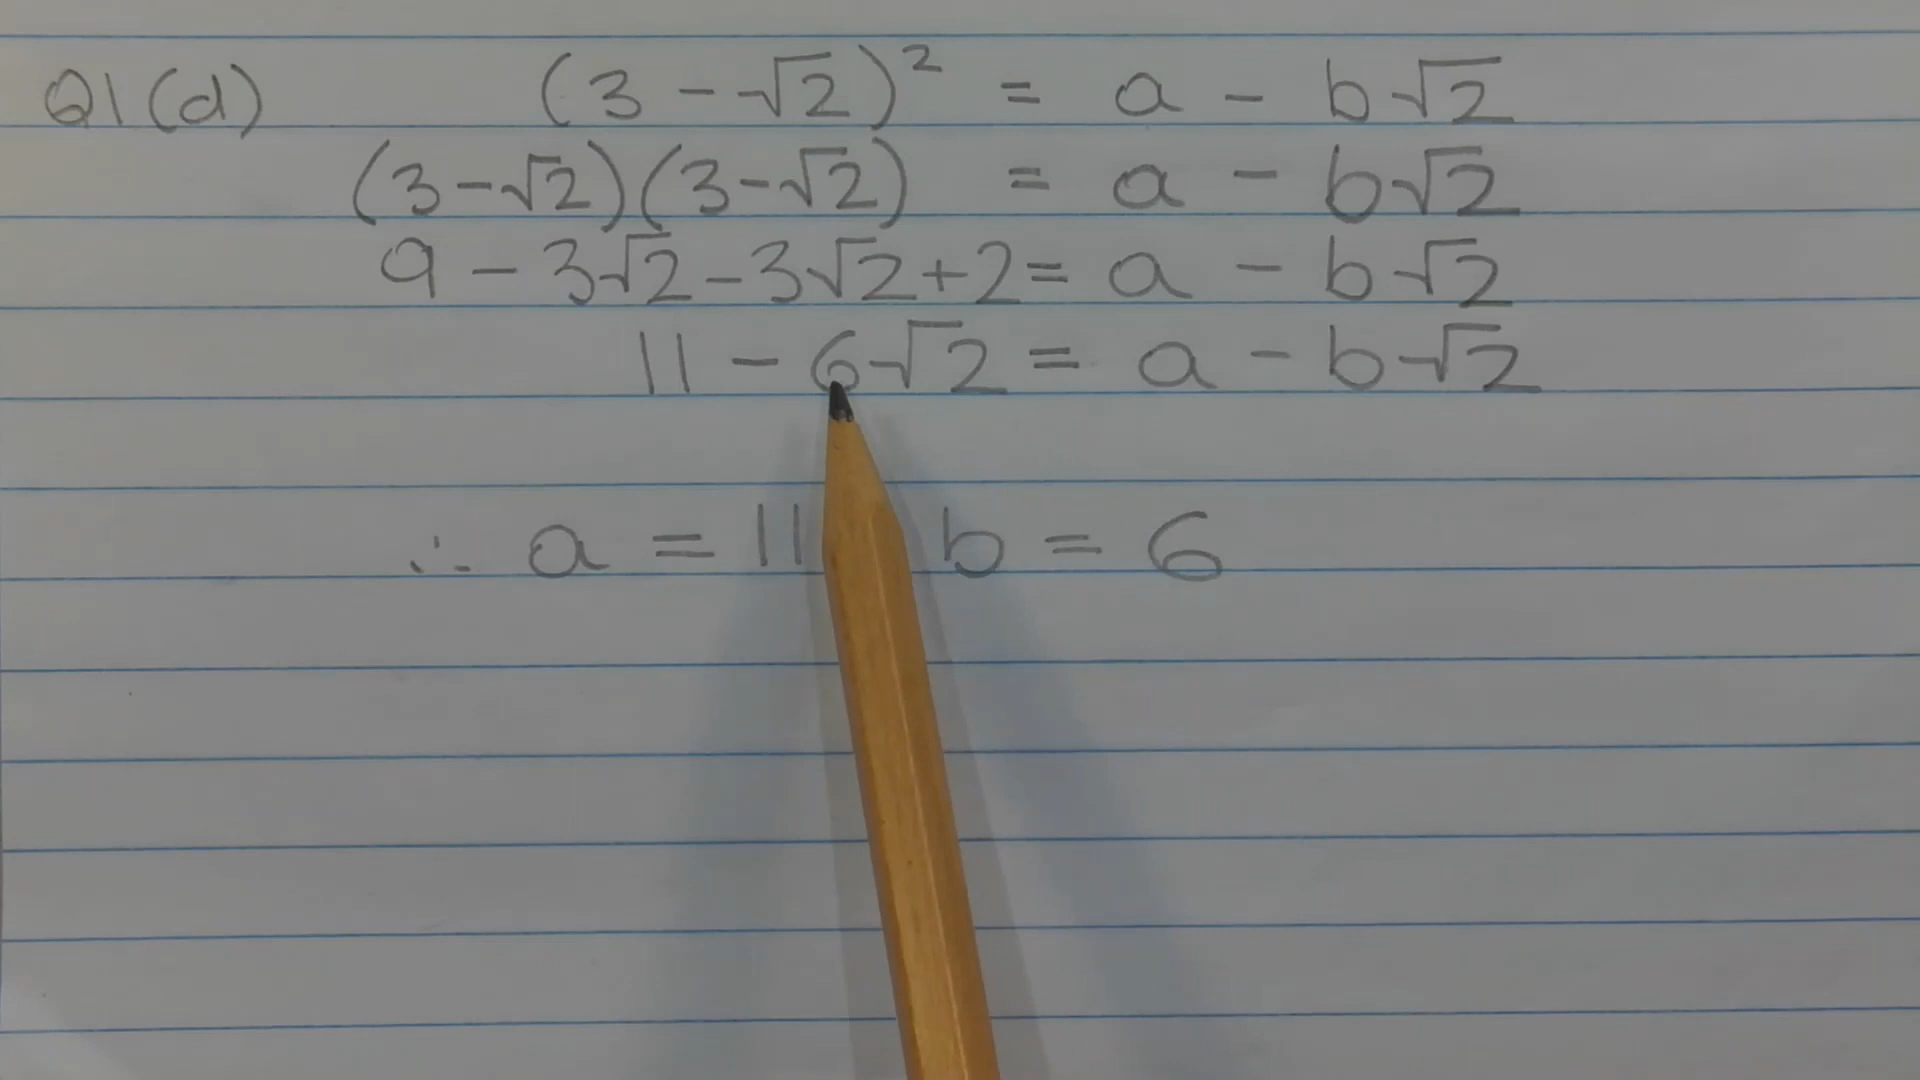 Q1(d) (3 - √2)² = a - b√2
(3-√2)(3-√2) = a - b√2
9 - 3√2 - 3√2 + 2 = a - b√2
11 - 6√2 = a - b√2
∴ a = 11 b = 6